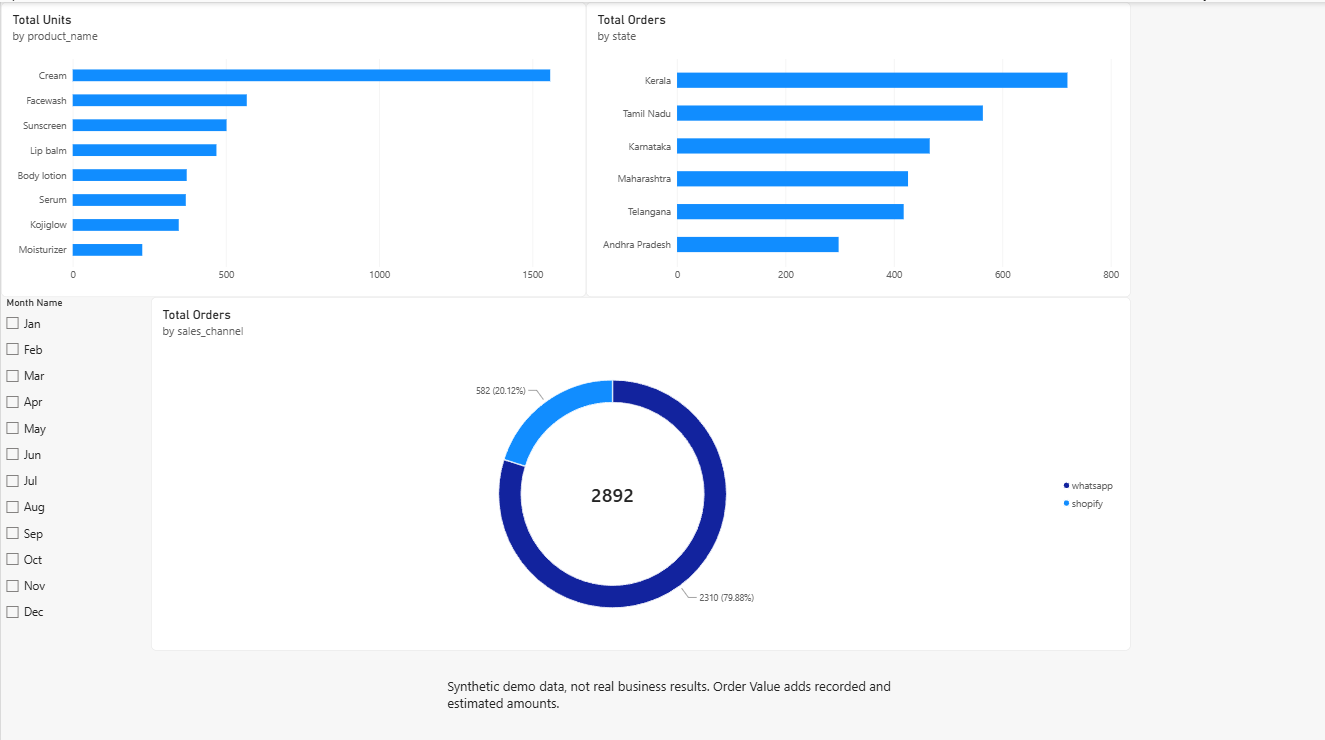 Total Units
by product_name
Cream
Facewash
Sunscreen
Lip balm
Body lotion
Serum
Kojiglow
Moisturizer
0 500 1000 1500
Total Orders
by state
Kerala
Tamil Nadu
Karnataka
Maharashtra
Telangana
Andhra Pradesh
0 200 400 600 800
Month Name
Jan
Feb
Mar
Apr
May
Jun
Jul
Aug
Sep
Oct
Nov
Dec
Total Orders
by sales_channel
582 (20.12%)
2892
2310 (79.88%)
whatsapp
shopify
Synthetic demo data, not real business results. Order Value adds recorded and
estimated amounts.